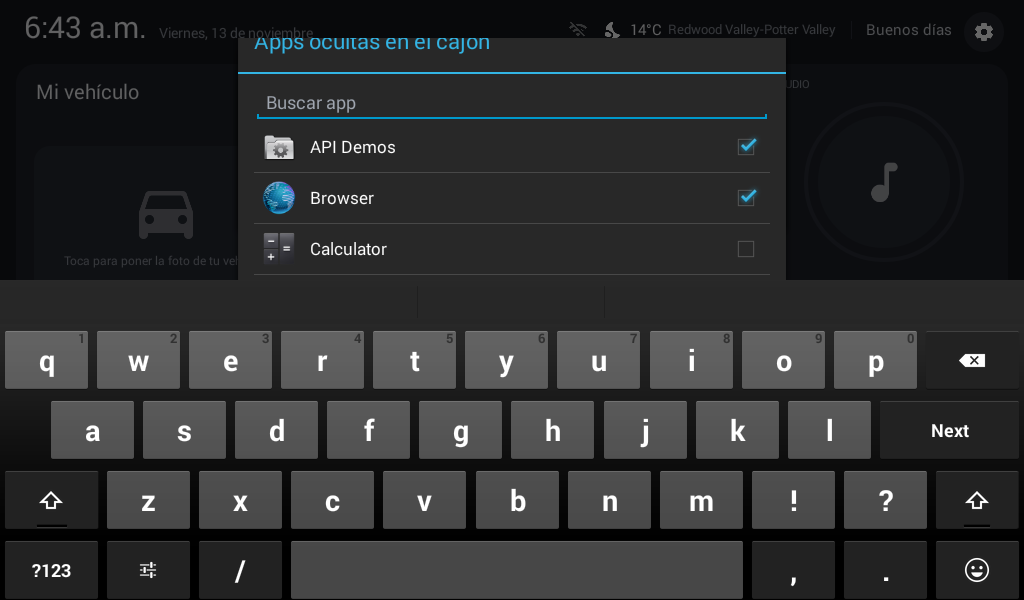 6:43 a.m. Viernes, 13 de noviembre 14°C Redwood Valley-Potter Valley Buenos días
Apps ocultas en el cajón
Mi vehículo
UDIO
Buscar app
API Demos
Browser
Calculator
Toca para poner la foto de tu veh
q 1 w 2 e 3 r 4 t 5 y 6 u 7 i 8 o 9 p 0
a s d f g h j k l Next
z x c v b n m ! ?
?123 / , .